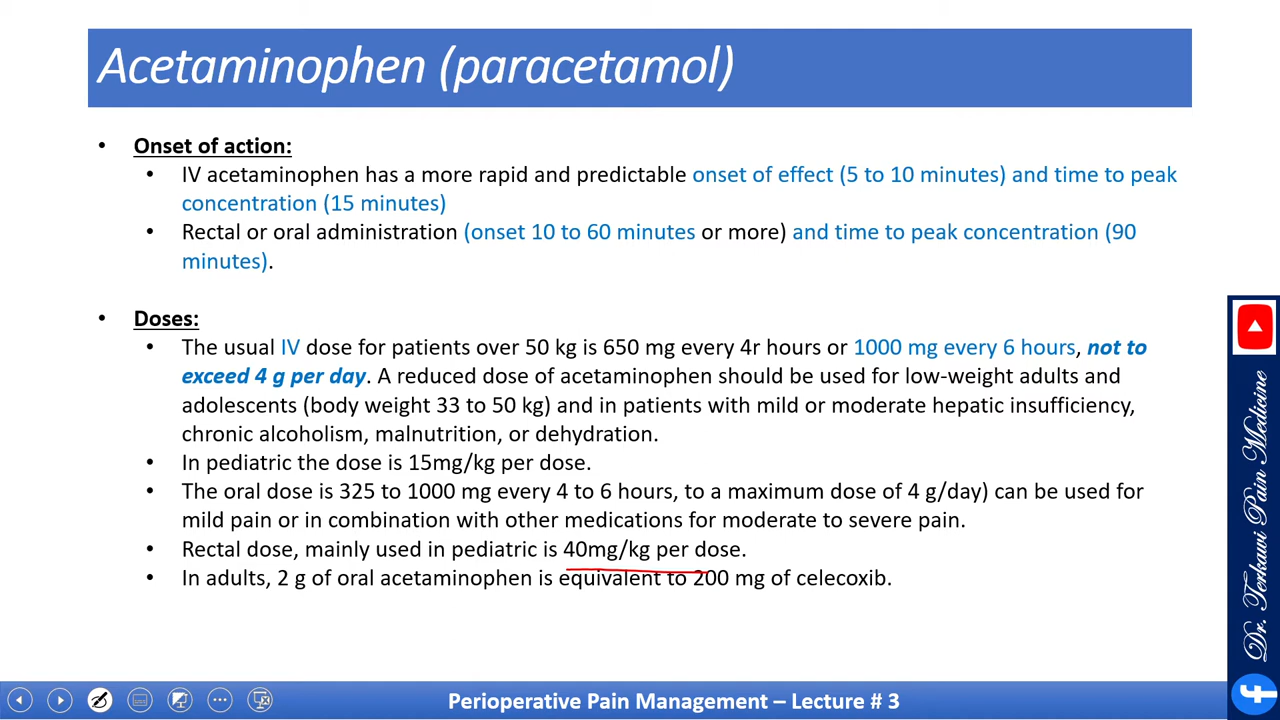 Acetaminophen (paracetamol)
• Onset of action:
• IV acetaminophen has a more rapid and predictable onset of effect (5 to 10 minutes) and time to peak
concentration (15 minutes)
• Rectal or oral administration (onset 10 to 60 minutes or more) and time to peak concentration (90
minutes).
• Doses:
• The usual IV dose for patients over 50 kg is 650 mg every 4r hours or 1000 mg every 6 hours, not to
exceed 4 g per day. A reduced dose of acetaminophen should be used for low-weight adults and
adolescents (body weight 33 to 50 kg) and in patients with mild or moderate hepatic insufficiency,
chronic alcoholism, malnutrition, or dehydration.
• In pediatric the dose is 15mg/kg per dose.
• The oral dose is 325 to 1000 mg every 4 to 6 hours, to a maximum dose of 4 g/day) can be used for
mild pain or in combination with other medications for moderate to severe pain.
• Rectal dose, mainly used in pediatric is 40mg/kg per dose.
• In adults, 2 g of oral acetaminophen is equivalent to 200 mg of celecoxib.
Dr. Terkawi Pain Medicine
Perioperative Pain Management – Lecture # 3